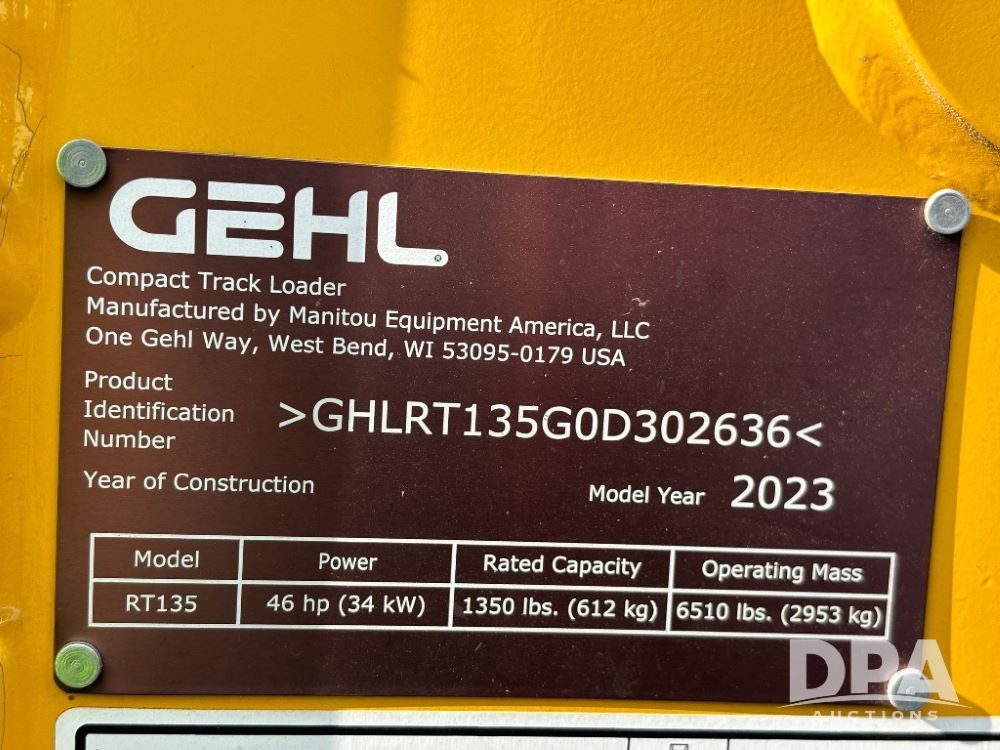 GEHL®
Compact Track Loader
Manufactured by Manitou Equipment America, LLC
One Gehl Way, West Bend, WI 53095-0179 USA
Product
Identification
Number
>GHLRT135G0D302636<
Year of Construction
Model Year 2023
Model Power Rated Capacity Operating Mass
RT135 46 hp (34 kW) 1350 lbs. (612 kg) 6510 lbs. (2953 kg)
DPA
AUCTIONS